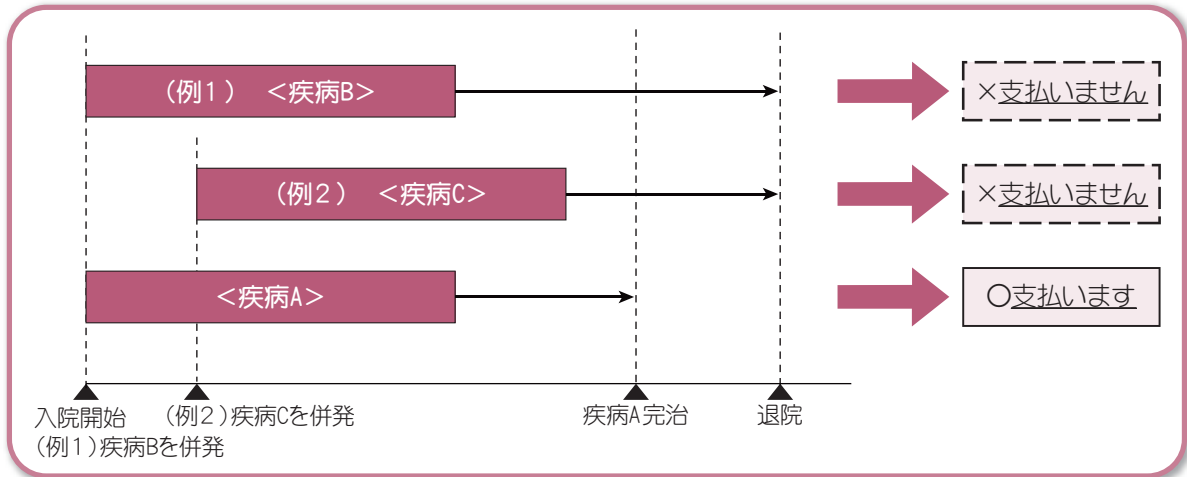 (例1) <疾病B>
×支払いません
(例2) <疾病C>
×支払いません
<疾病A>
○支払います
入院開始
(例1)疾病Bを併発
(例2)疾病Cを併発
疾病A完治
退院